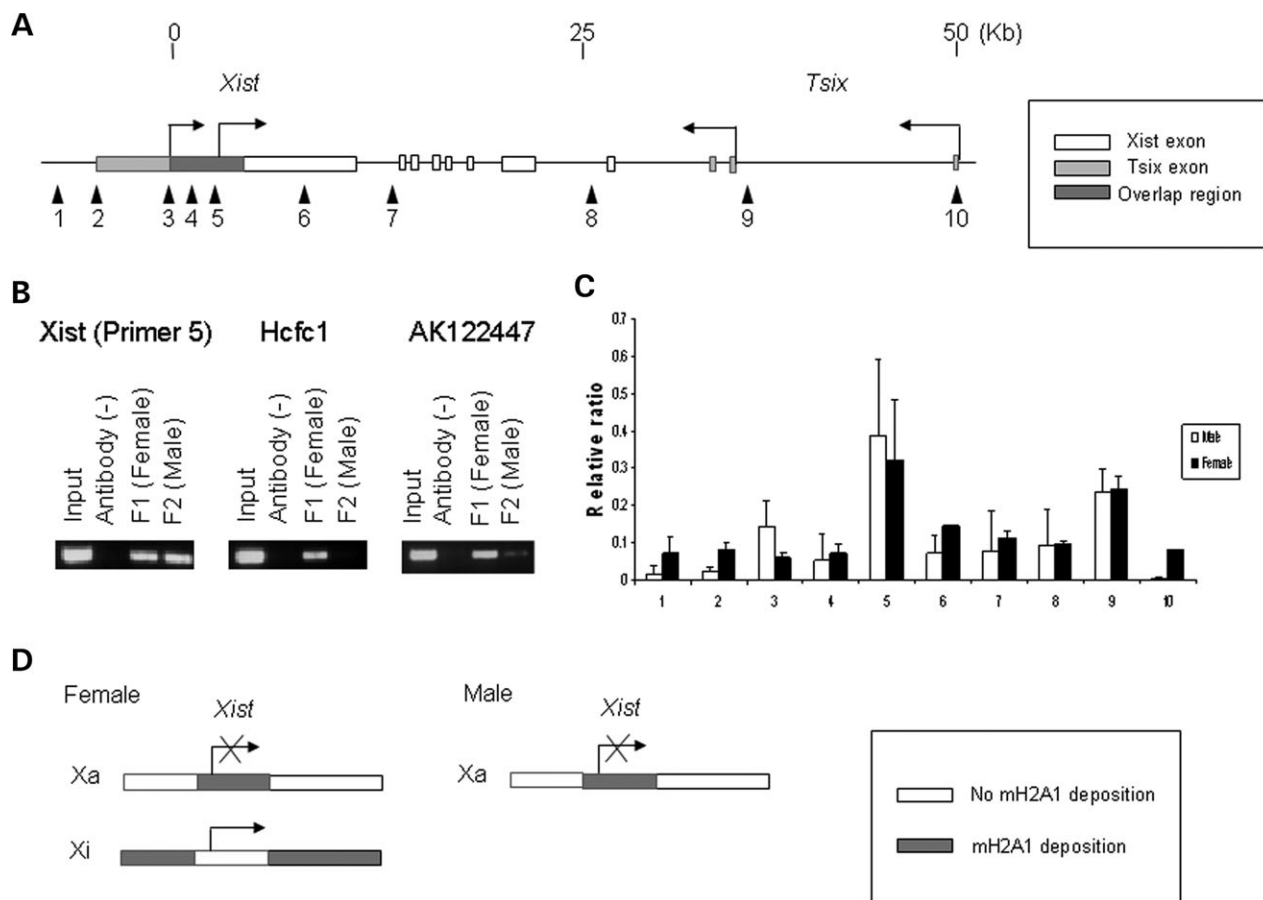 A
0 25 50 (Kb)
Xist Tsix
1 2 3 4 5 6 7 8 9 10
Xist exon
Tsix exon
Overlap region
B
Xist (Primer 5) Hcfc1 AK122447
Input Antibody (-) F1 (Female) F2 (Male) Input Antibody (-) F1 (Female) F2 (Male) Input Antibody (-) F1 (Female) F2 (Male)
C
0.7
0.6
0.5
0.4
0.3
0.2
0.1
0
Relative ratio
1 2 3 4 5 6 7 8 9 10
Male
Female
D
Female Male
Xist Xist
Xa Xa
Xi
No mH2A1 deposition
mH2A1 deposition